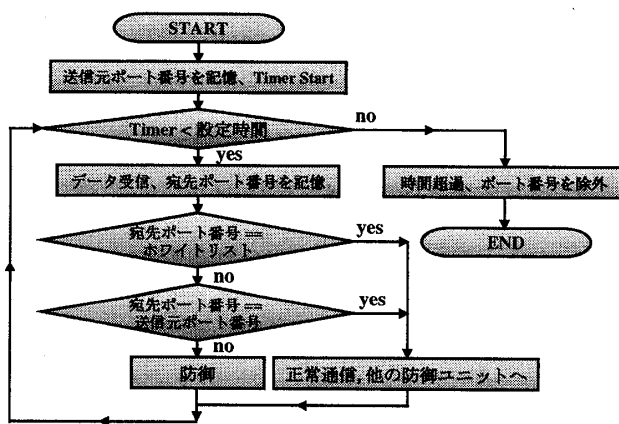 START
送信元ポート番号を記憶、Timer Start
Timer < 設定時間
no
yes
データ受信、宛先ポート番号を記憶
時間超過、ポート番号を除外
END
宛先ポート番号 ==
ホワイトリスト
yes
no
宛先ポート番号 ==
送信元ポート番号
yes
no
防御
正常通信,他の防御ユニットへ